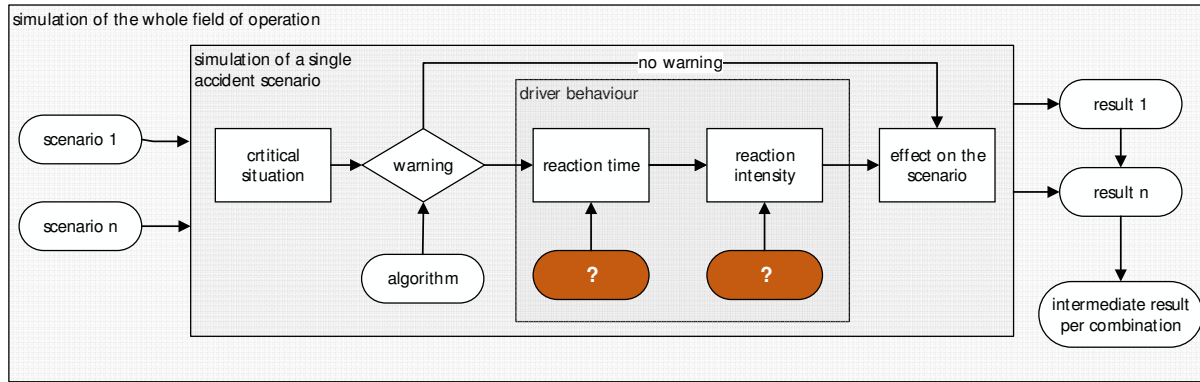 simulation of the whole field of operation
simulation of a single
accident scenario
no warning
driver behaviour
scenario 1
scenario n
crtitical
situation
warning
algorithm
reaction time
?
reaction
intensity
?
effect on the
scenario
result 1
result n
intermediate result
per combination